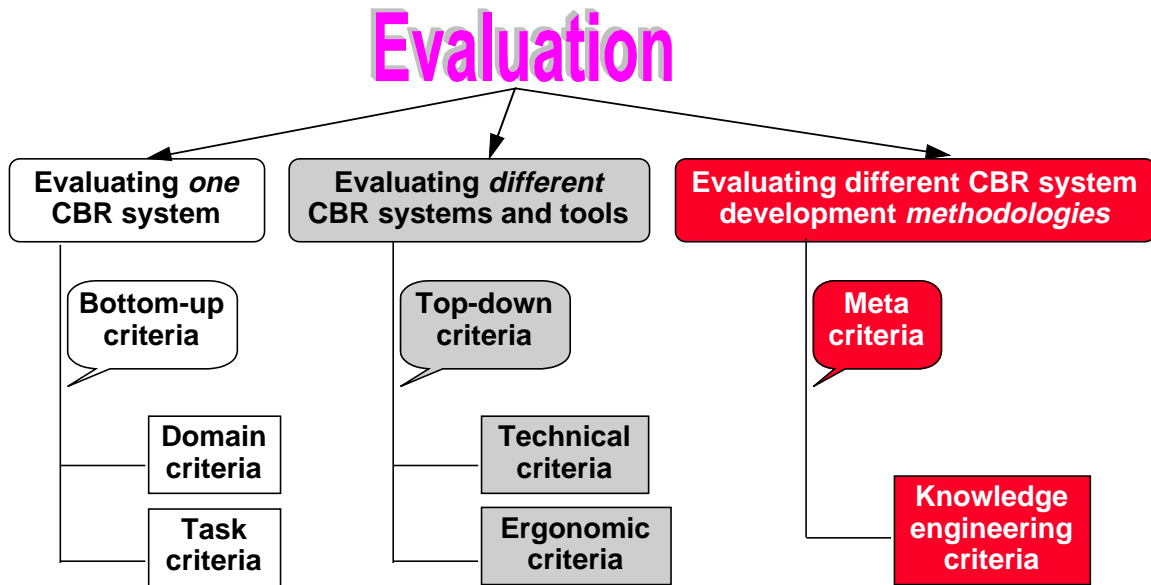 Evaluation
Evaluating one
CBR system
Evaluating different
CBR systems and tools
Evaluating different CBR system
development methodologies
Bottom-up
criteria
Top-down
criteria
Meta
criteria
Domain
criteria
Technical
criteria
Task
criteria
Ergonomic
criteria
Knowledge
engineering
criteria